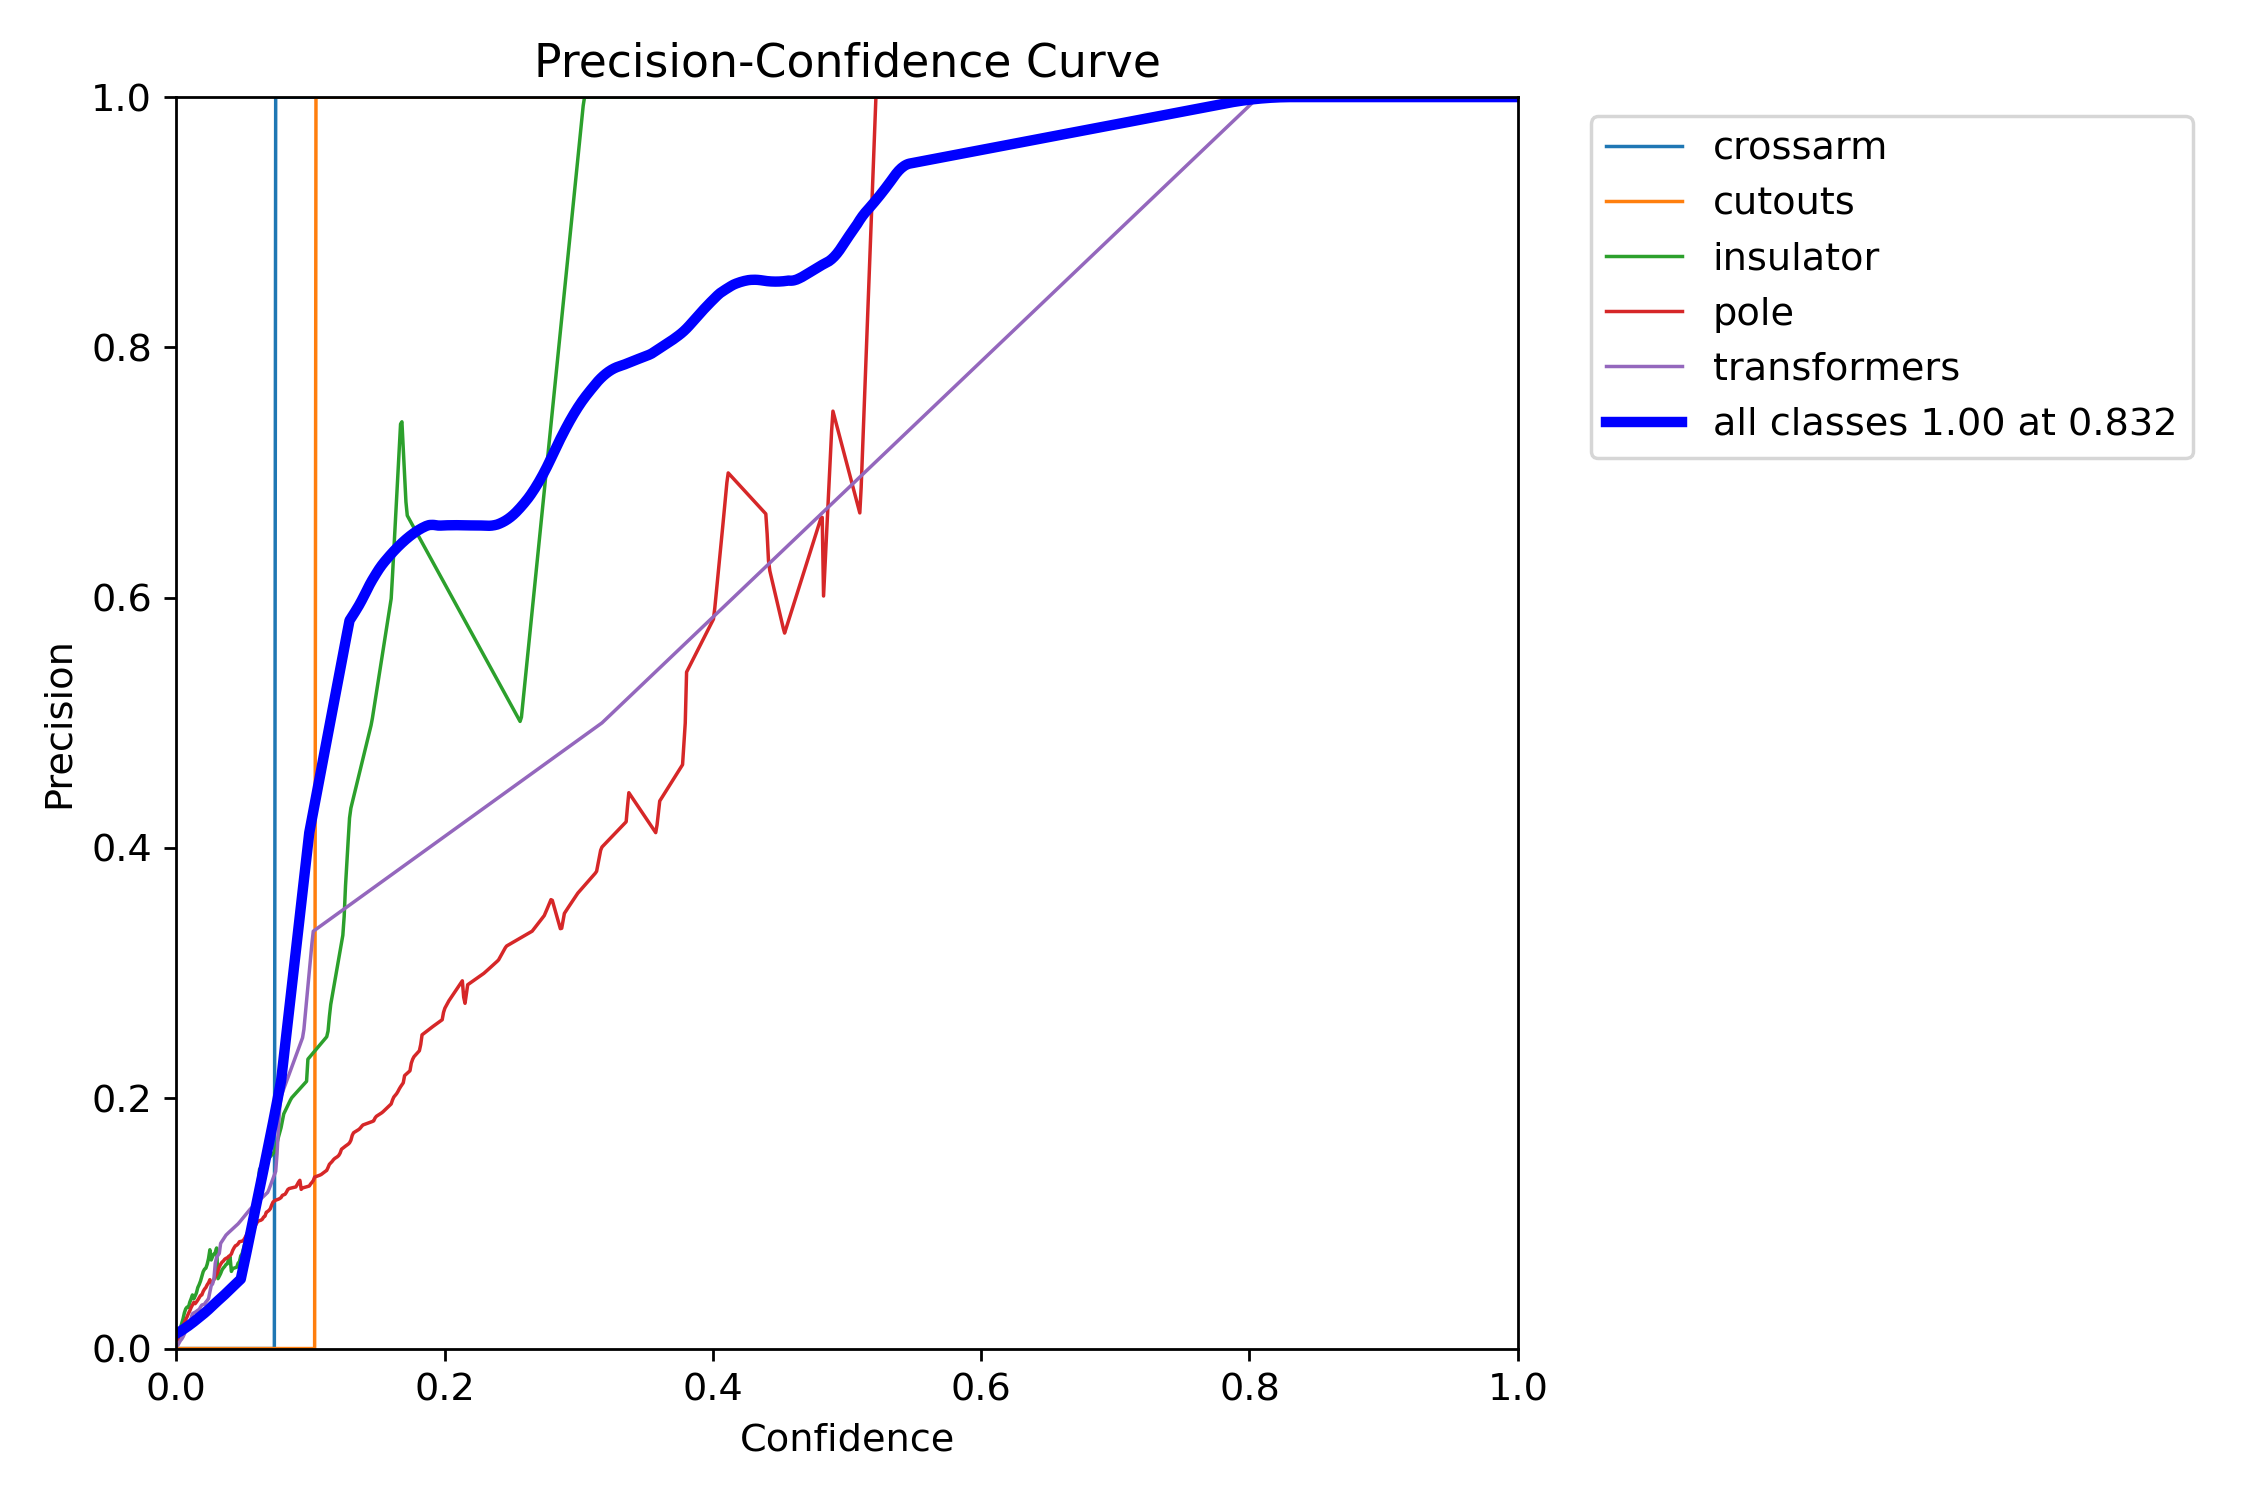 Precision-Confidence Curve
1.0
0.8
0.6
0.4
0.2
0.0
Precision
0.0 0.2 0.4 0.6 0.8 1.0
Confidence
crossarm
cutouts
insulator
pole
transformers
all classes 1.00 at 0.832